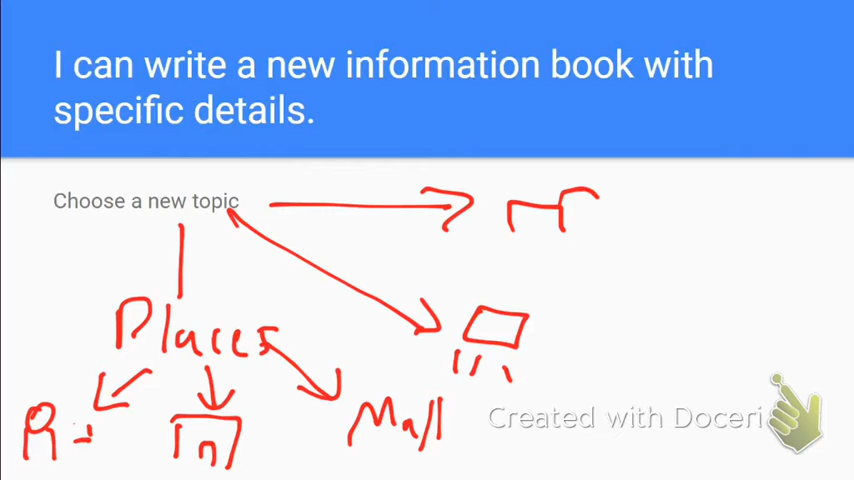 I can write a new information book with
specific details.
Choose a new topic
Places
Mall
Created with Doceri